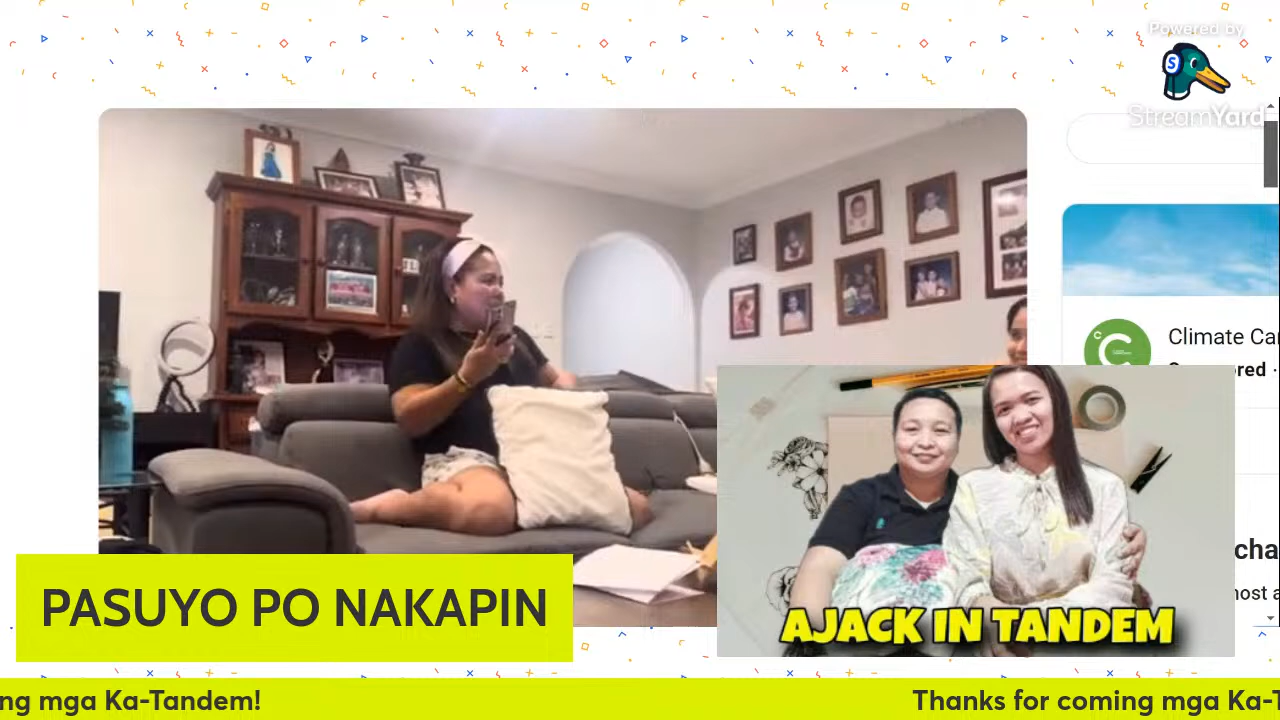 Powered by
StreamYard
Climate Ca
PASUYO PO NAKAPIN
AJACK IN TANDEM
ng mga Ka-Tandem!
Thanks for coming mga Ka-T